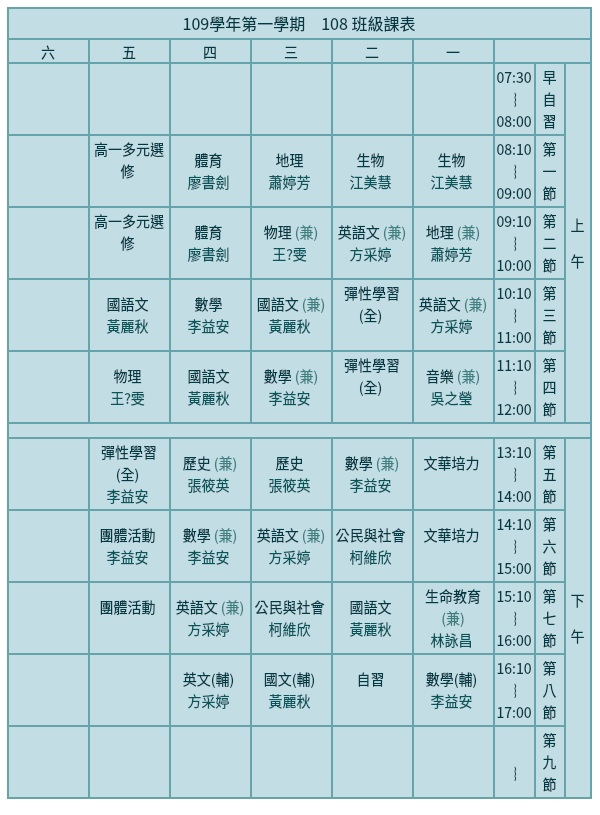 109學年第一學期 108 班級課表
六 五 四 三 二 一
07:30
~
08:00
早
自
習
高一多元選
修
體育
廖書劍
地理
蕭婷芳
生物
江美慧
生物
江美慧
08:10
~
09:00
第
一
節
高一多元選
修
體育
廖書劍
物理 (兼)
王?雯
英語文 (兼)
方采婷
地理 (兼)
蕭婷芳
09:10
~
10:00
第
二
節
上
午
國語文
黃麗秋
數學
李益安
國語文 (兼)
黃麗秋
彈性學習
(全)
英語文 (兼)
方采婷
10:10
~
11:00
第
三
節
物理
王?雯
國語文
黃麗秋
數學 (兼)
李益安
彈性學習
(全)
音樂 (兼)
吳之瑩
11:10
~
12:00
第
四
節
彈性學習
(全)
李益安
歷史 (兼)
張筱英
歷史
張筱英
數學 (兼)
李益安
文華培力
13:10
~
14:00
第
五
節
團體活動
李益安
數學 (兼)
李益安
英語文 (兼)
方采婷
公民與社會
柯維欣
文華培力
14:10
~
15:00
第
六
節
團體活動
英語文 (兼)
方采婷
公民與社會
柯維欣
國語文
黃麗秋
生命教育
(兼)
林詠昌
15:10
~
16:00
第
七
節
下
午
英文(輔)
方采婷
國文(輔)
黃麗秋
自習
數學(輔)
李益安
16:10
~
17:00
第
八
節
~
第
九
節